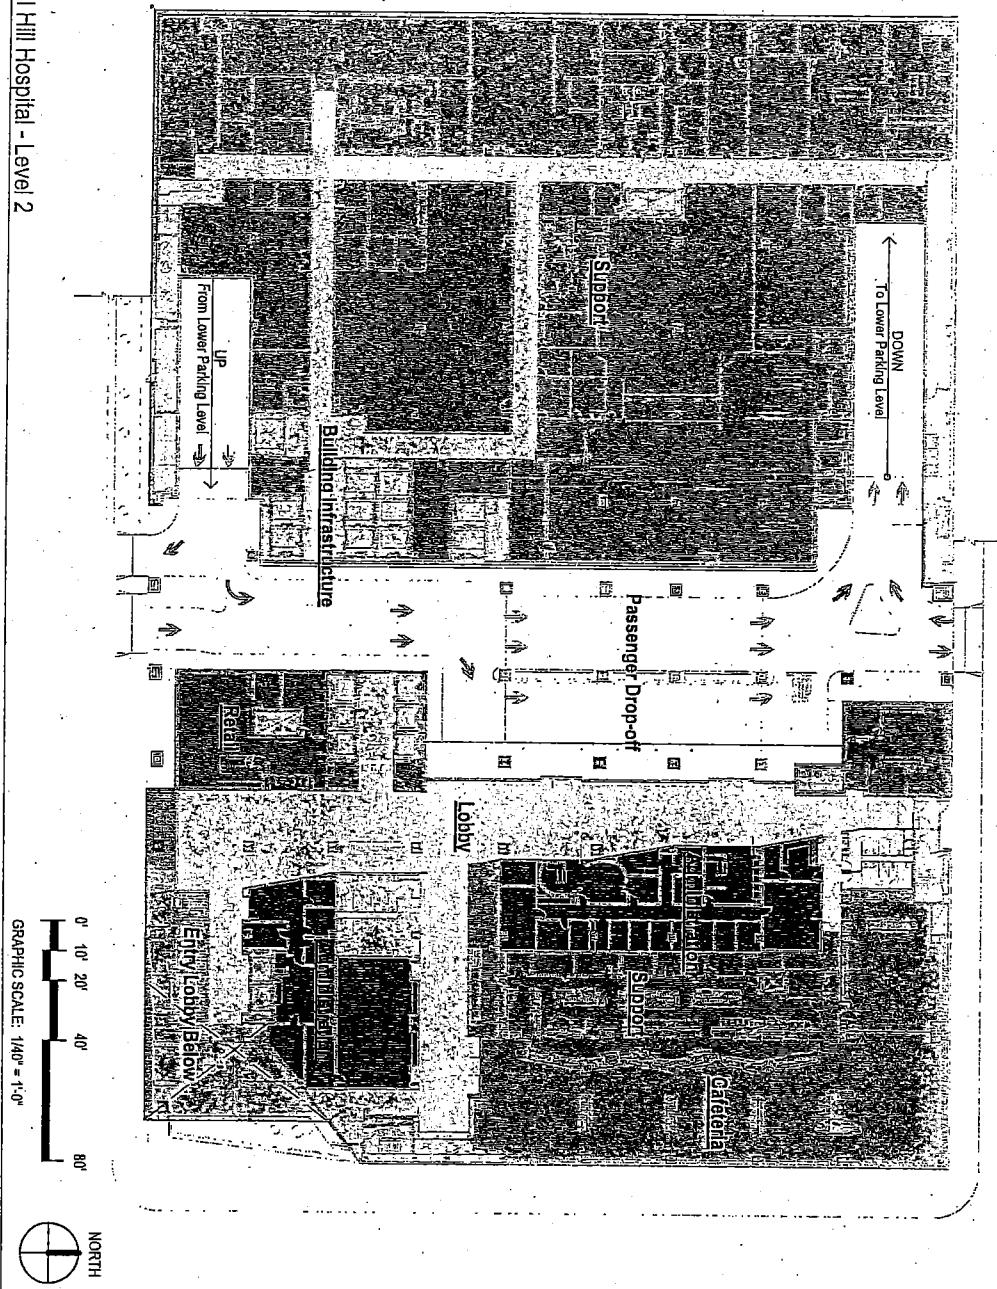 l Hill Hospital - Level 2
DOWN
To Lower Parking Level
UP
From Lower Parking Level
Support
Building Infrastructure
Passenger Drop-off
Retail
Lobby
Administration
Support
Cafeteria
Entry/Lobby Below
0' 10' 20' 40' 80'
GRAPHIC SCALE: 1/40" = 1'-0"
NORTH